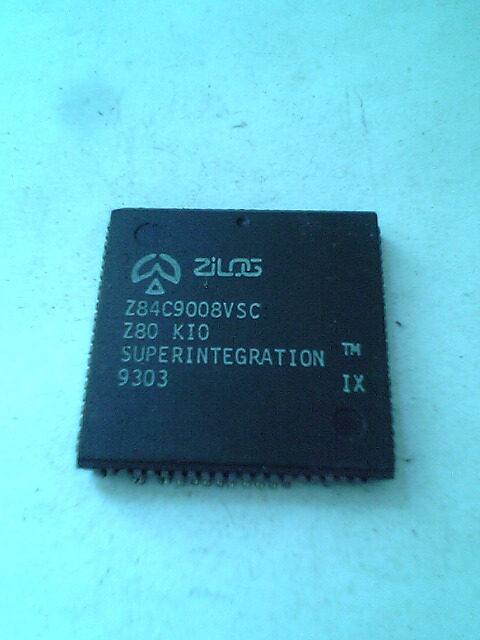 ZiLOG
Z84C9008VSC
Z80 KIO
SUPERINTEGRATION ™
9303 IX